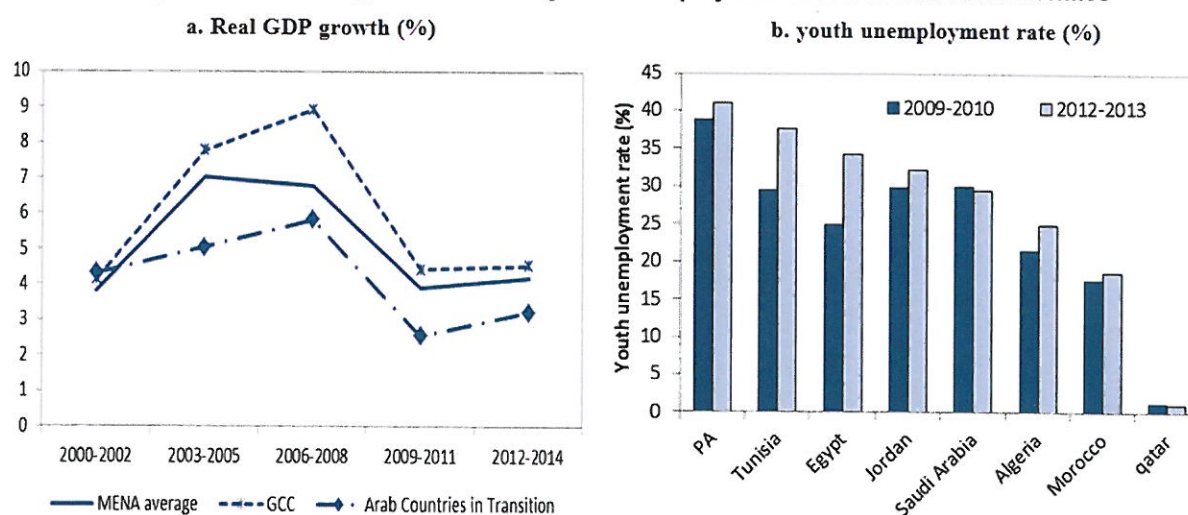 a. Real GDP growth (%)
10
9
8
7
6
5
4
3
2
1
0
2000-2002 2003-2005 2006-2008 2009-2011 2012-2014
MENA average GCC Arab Countries in Transition
b. youth unemployment rate (%)
Youth unemployment rate (%)
45
40
35
30
25
20
15
10
5
0
2009-2010 2012-2013
PA
Tunisia
Egypt
Jordan
Saudi Arabia
Algeria
Morocco
qatar